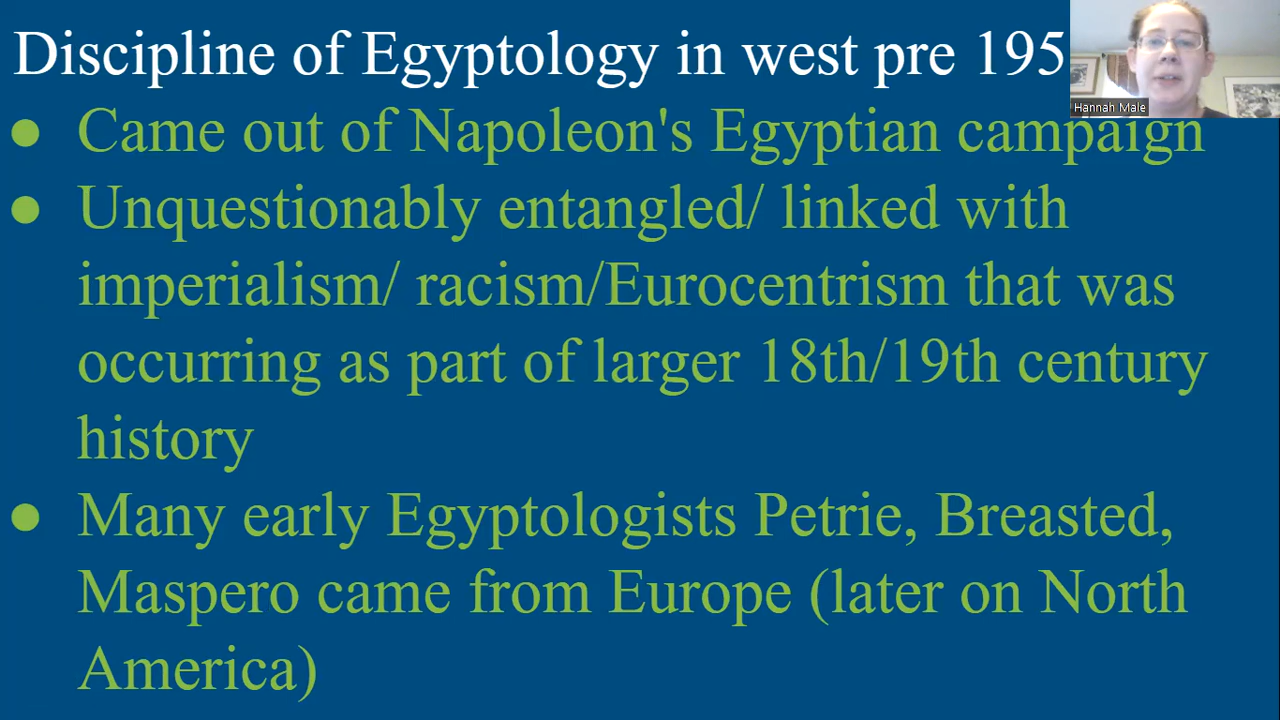 Discipline of Egyptology in west pre 195
Hannah Male
● Came out of Napoleon's Egyptian campaign
● Unquestionably entangled/ linked with
imperialism/ racism/Eurocentrism that was
occurring as part of larger 18th/19th century
history
● Many early Egyptologists Petrie, Breasted,
Maspero came from Europe (later on North
America)